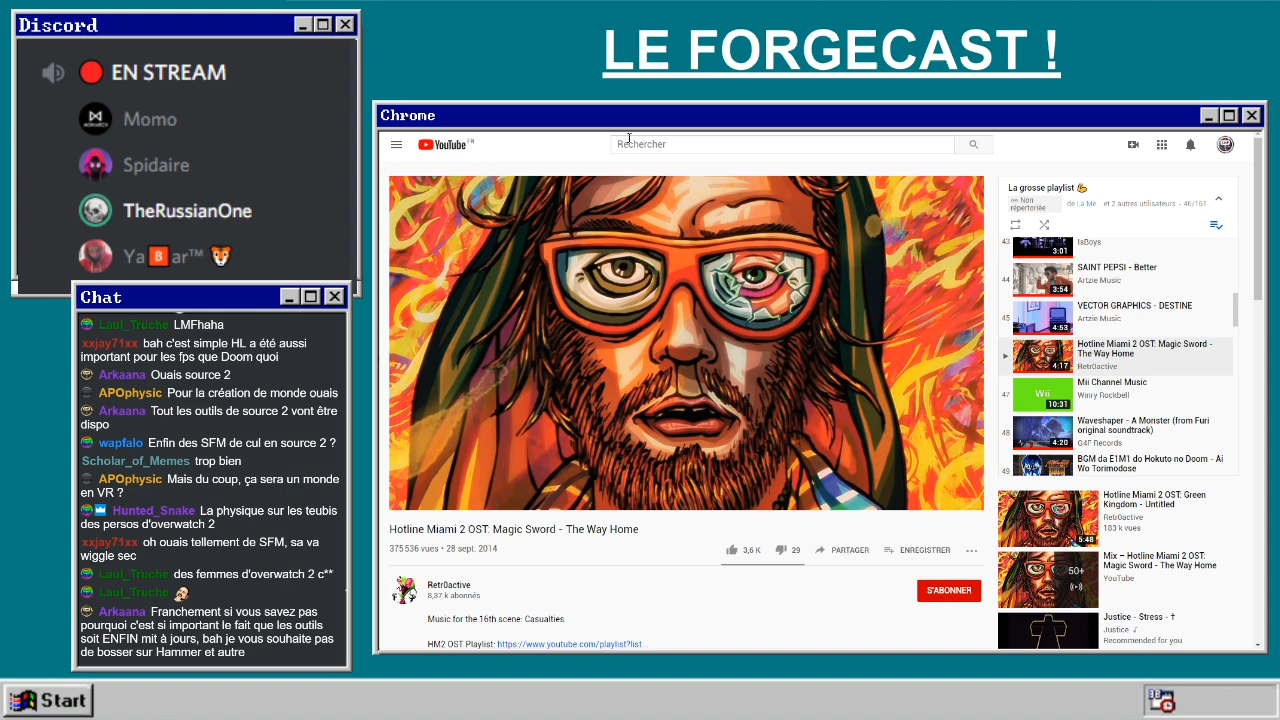 Discord
EN STREAM
Momo
Spidaire
TheRussianOne
Ya🅱ar™ 🐯
Chat
Laul_Truche LMFhaha
xxjay71xx bah c'est simple HL a été aussi
important pour les fps que Doom quoi
Arkaana Ouais source 2
APOphysic Pour la création de monde ouais
Arkaana Tout les outils de source 2 vont être
dispo
wapfalo Enfin des SFM de cul en source 2 ?
Scholar_of_Memes trop bien
APOphysic Mais du coup, ça sera un monde
en VR ?
Hunted_Snake La physique sur les teubis
des persos d'overwatch 2
xxjay71xx oh ouais tellement de SFM, sa va
wiggle sec
Laul_Truche des femmes d'overwatch 2 c**
Laul_Truche
Arkaana Franchement si vous savez pas
pourquoi c'est si important le fait que les outils
soit ENFIN mit à jours, bah je vous souhaite pas
de bosser sur Hammer et autre
LE FORGECAST !
Chrome
YouTube FR
Rechercher
Hotline Miami 2 OST: Magic Sword - The Way Home
375 536 vues • 28 sept. 2014
3,6 K
29
PARTAGER
ENREGISTRER
Retr0active
8,37 k abonnés
S'ABONNER
Music for the 16th scene: Casualties
HM2 OST Playlist: https://www.youtube.com/playlist?list...
La grosse playlist 💪
Non
répertoriée
de La Me... et 2 autres utilisateurs - 46/161
43
3:01
IsBoys
44
3:54
SAINT PEPSI - Better
Artzie Music
45
4:53
VECTOR GRAPHICS - DESTINE
Artzie Music
4:17
Hotline Miami 2 OST: Magic Sword -
The Way Home
Retr0active
47
Wii
10:31
Mii Channel Music
Winry Rockbell
48
4:20
Waveshaper - A Monster (from Furi
original soundtrack)
G4F Records
49
BGM da E1M1 do Hokuto no Doom - Ai
Wo Torimodose
5:48
Hotline Miami 2 OST: Green
Kingdom - Untitled
Retr0active
183 k vues
50+
Mix – Hotline Miami 2 OST:
Magic Sword - The Way Home
YouTube
Justice - Stress - †
Justice ♪
Recommended for you
Start